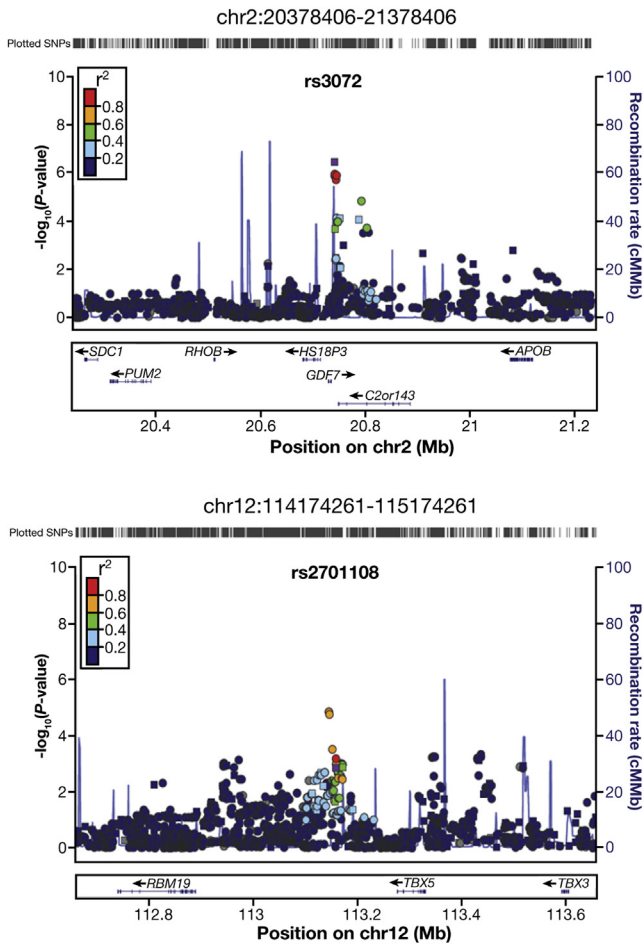 chr2:20378406-21378406
Plotted SNPs
10
8
6
4
2
0
-log10(P-value)
r2
0.8
0.6
0.4
0.2
rs3072
100
80
60
40
20
0
Recombination rate (cMMb)
SDC1
RHOB
HS18P3
APOB
PUM2
GDF7
C2or143
20.4
20.6
20.8
21
21.2
Position on chr2 (Mb)
chr12:114174261-115174261
Plotted SNPs
10
8
6
4
2
0
-log10(P-value)
r2
0.8
0.6
0.4
0.2
rs2701108
100
80
60
40
20
0
Recombination rate (cMMb)
RBM19
TBX5
TBX3
112.8
113
113.2
113.4
113.6
Position on chr12 (Mb)